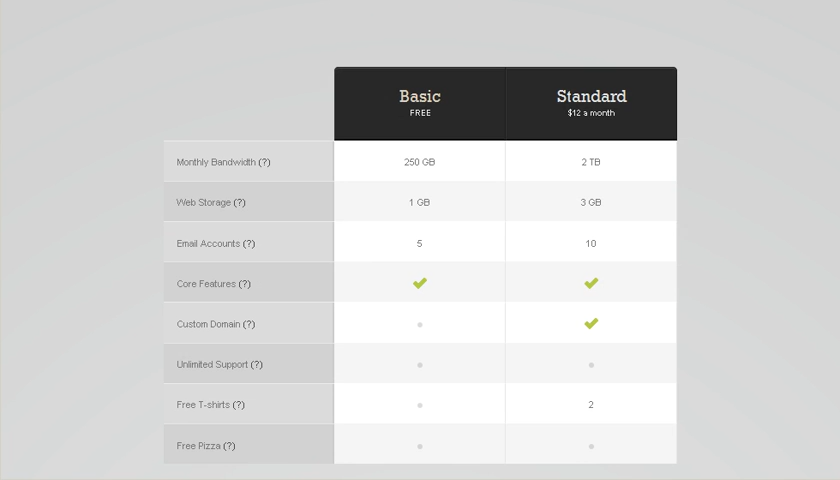 Basic Standard
FREE $12 a month
Monthly Bandwidth (?) 250 GB 2 TB
Web Storage (?) 1 GB 3 GB
Email Accounts (?) 5 10
Core Features (?)
Custom Domain (?)
Unlimited Support (?)
Free T-shirts (?) 2
Free Pizza (?)